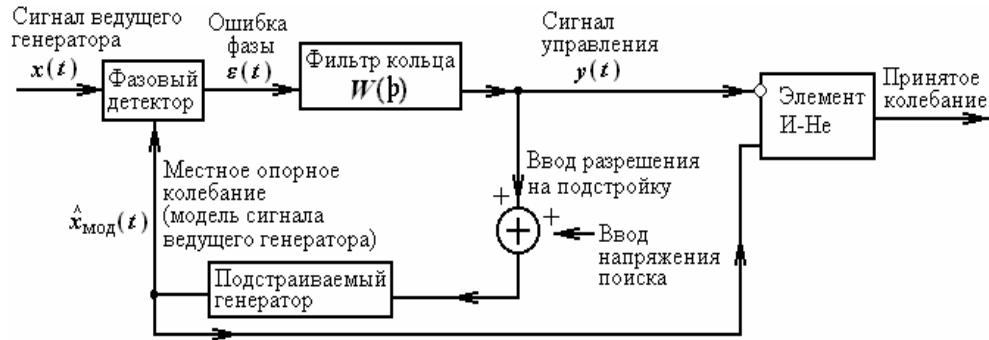 Сигнал ведущего
генератора
x(t)
Фазовый
детектор
Ошибка
фазы
ε(t)
Фильтр кольца
W(p)
Сигнал
управления
y(t)
Элемент
И-Не
Принятое
колебание
Ввод разрешения
на подстройку
+
+
+
Ввод
напряжения
поиска
Местное опорное
колебание
(модель сигнала
ведущего генератора)
x̂мод(t)
Подстраиваемый
генератор